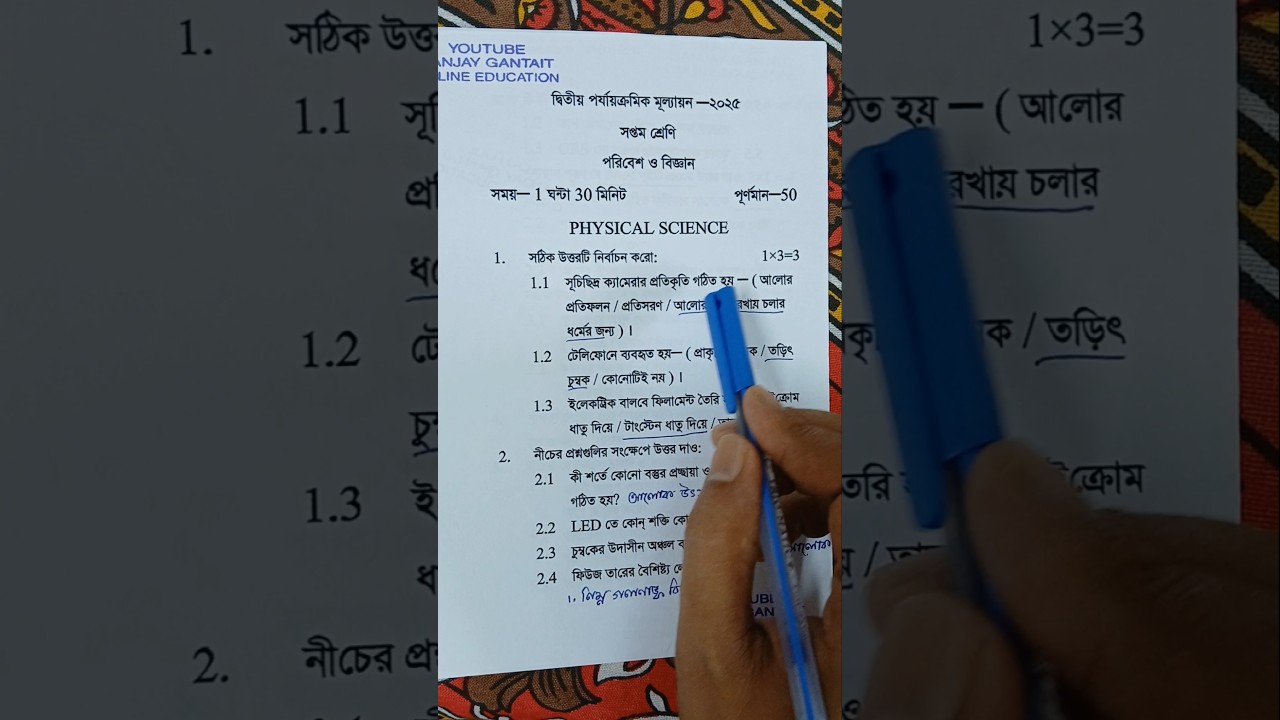 YOUTUBE
ANJAY GANTAIT
LINE EDUCATION
দ্বিতীয় পর্যায়ক্রমিক মূল্যায়ন —২০২৫
সপ্তম শ্রেণি
পরিবেশ ও বিজ্ঞান
সময়— 1 ঘন্টা 30 মিনিট পূর্ণমান—50
PHYSICAL SCIENCE
1. সঠিক উত্তরটি নির্বাচন করো: 1×3=3
1.1 সূচিছিদ্র ক্যামেরার প্রতিকৃতি গঠিত হয় — ( আলোর
প্রতিফলন / প্রতিসরণ / আলোর রেখায় চলার
ধর্মের জন্য ) ।
1.2 টেলিফোনে ব্যবহৃত হয়— ( প্রাকৃ ক / তড়িৎ
চুম্বক / কোনোটিই নয় ) ।
1.3 ইলেকট্রিক বালবে ফিলামেন্ট তৈরি ক্রোম
ধাতু দিয়ে / টাংস্টেন ধাতু দিয়ে /
2. নীচের প্রশ্নগুলির সংক্ষেপে উত্তর দাও:
2.1 কী শর্তে কোনো বস্তুর প্রচ্ছায়া ও
গঠিত হয়? আলোক
2.2 LED তে কোন্ শক্তি কো
2.3 চুম্বকের উদাসীন অঞ্চল
2.4 ফিউজ তারের বৈশিষ্ট্য
১. নিম্ন গলনাঙ্ক